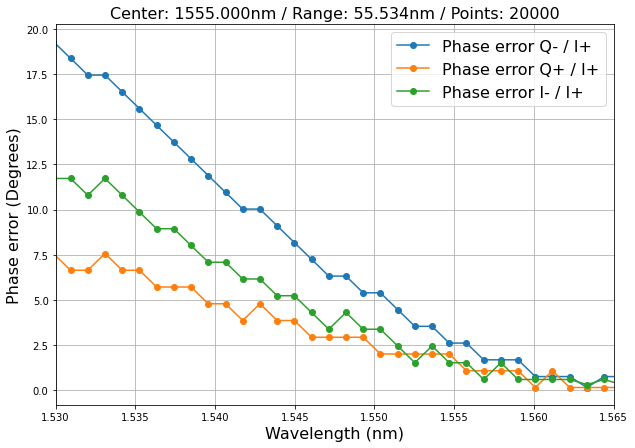 Center: 1555.000nm / Range: 55.534nm / Points: 20000
20.0
17.5
15.0
12.5
10.0
7.5
5.0
2.5
0.0
Phase error (Degrees)
Phase error Q- / I+
Phase error Q+ / I+
Phase error I- / I+
1.530 1.535 1.540 1.545 1.550 1.555 1.560 1.565
Wavelength (nm)